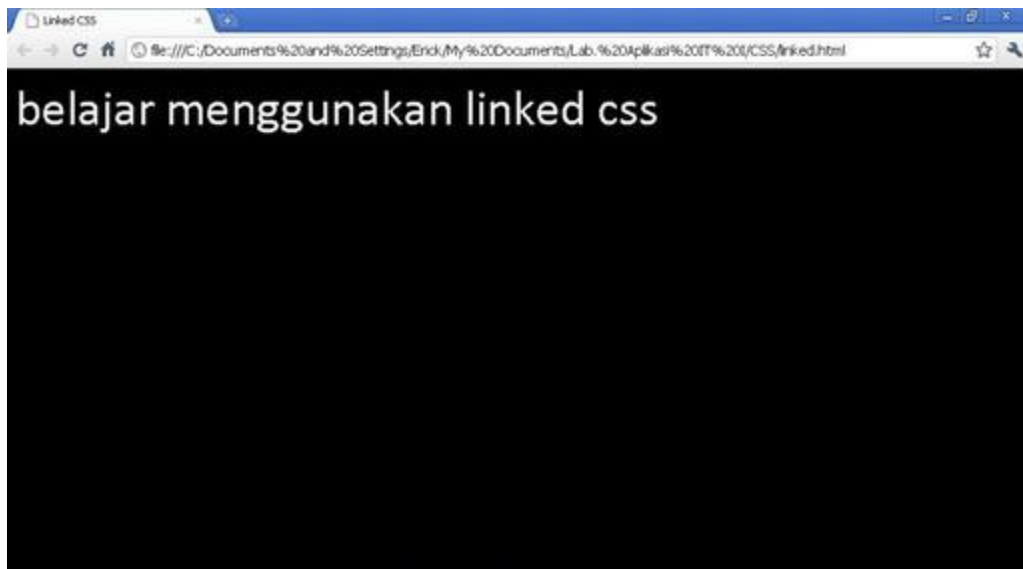 Linked CSS
file:///C:/Documents%20and%20Settings/Erick/My%20Documents/Lab.%20Aplikasi%20IT%20I/CSS/linked.html
belajar menggunakan linked css